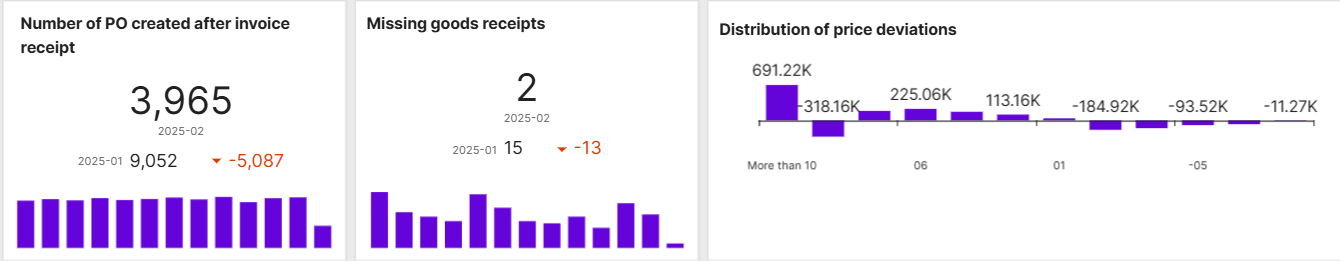 Number of PO created after invoice
receipt
3,965
2025-02
2025-01 9,052 -5,087
Missing goods receipts
2
2025-02
2025-01 15 -13
Distribution of price deviations
691.22K
-318.16K
225.06K
113.16K
-184.92K
-93.52K
-11.27K
More than 10
06
01
-05